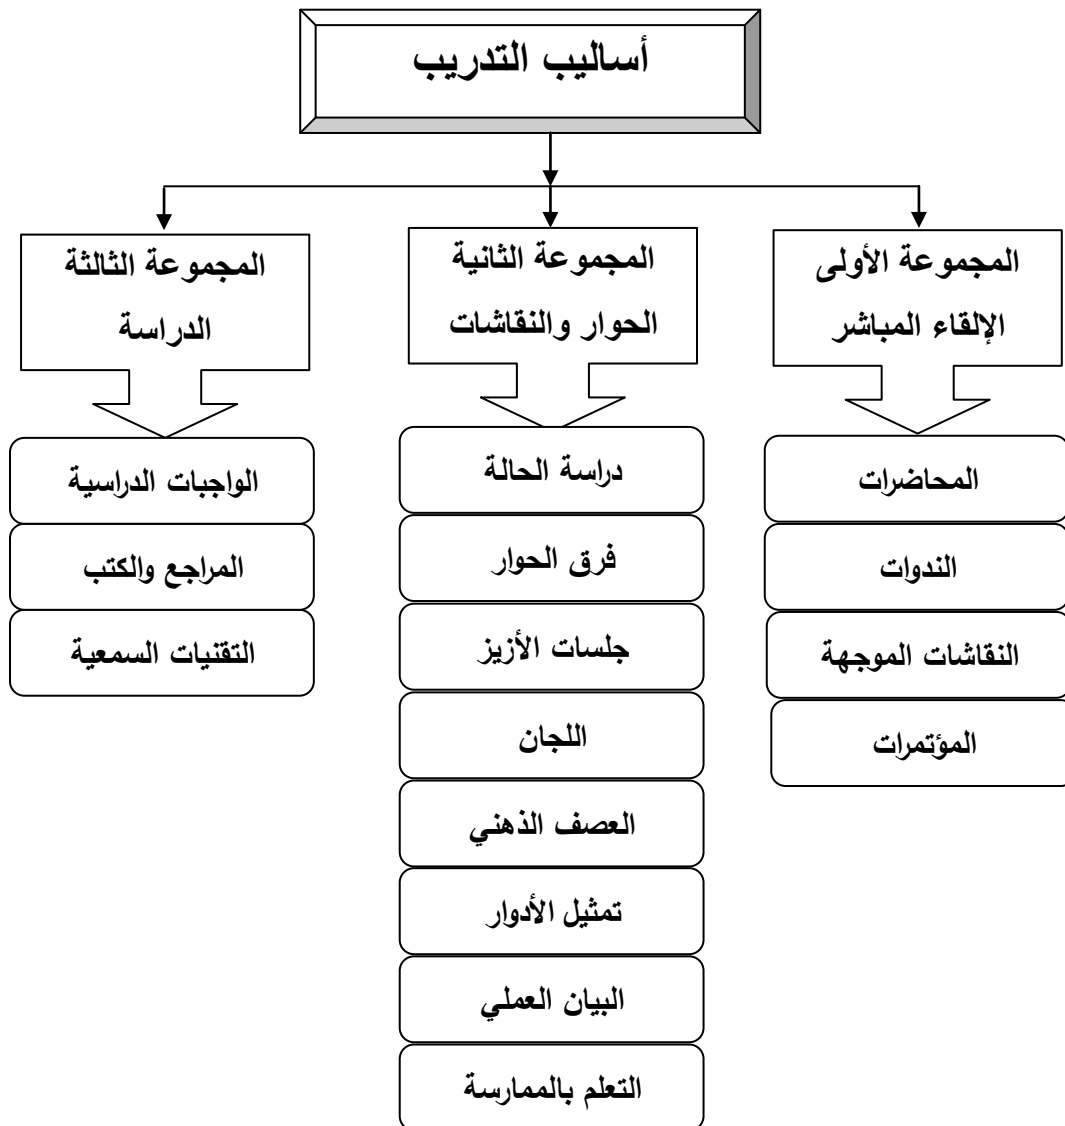 أساليب التدريب
المجموعة الأولى
الإلقاء المباشر
المحاضرات
الندوات
النقاشات الموجهة
المؤتمرات
المجموعة الثانية
الحوار والنقاشات
دراسة الحالة
فرق الحوار
جلسات الأزيز
اللجان
العصف الذهني
تمثيل الأدوار
البيان العملي
التعلم بالممارسة
المجموعة الثالثة
الدراسة
الواجبات الدراسية
المراجع والكتب
التقنيات السمعية